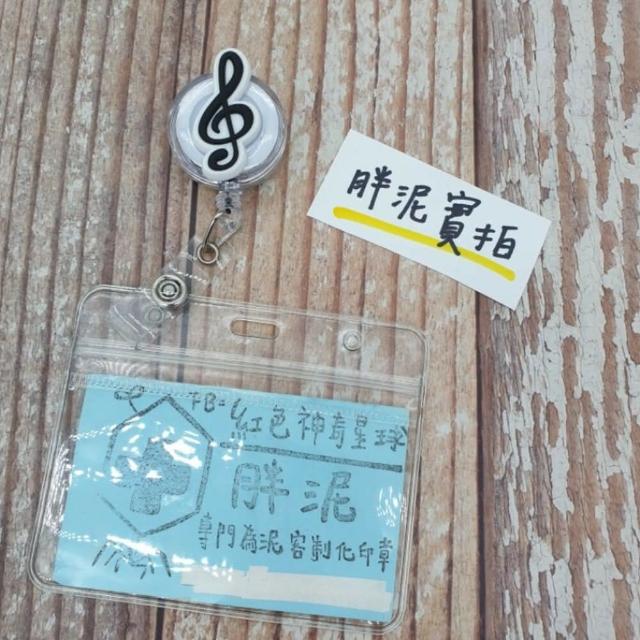 胖泥實拍
紅色神奇星球
胖泥
專門為泥客製化印章